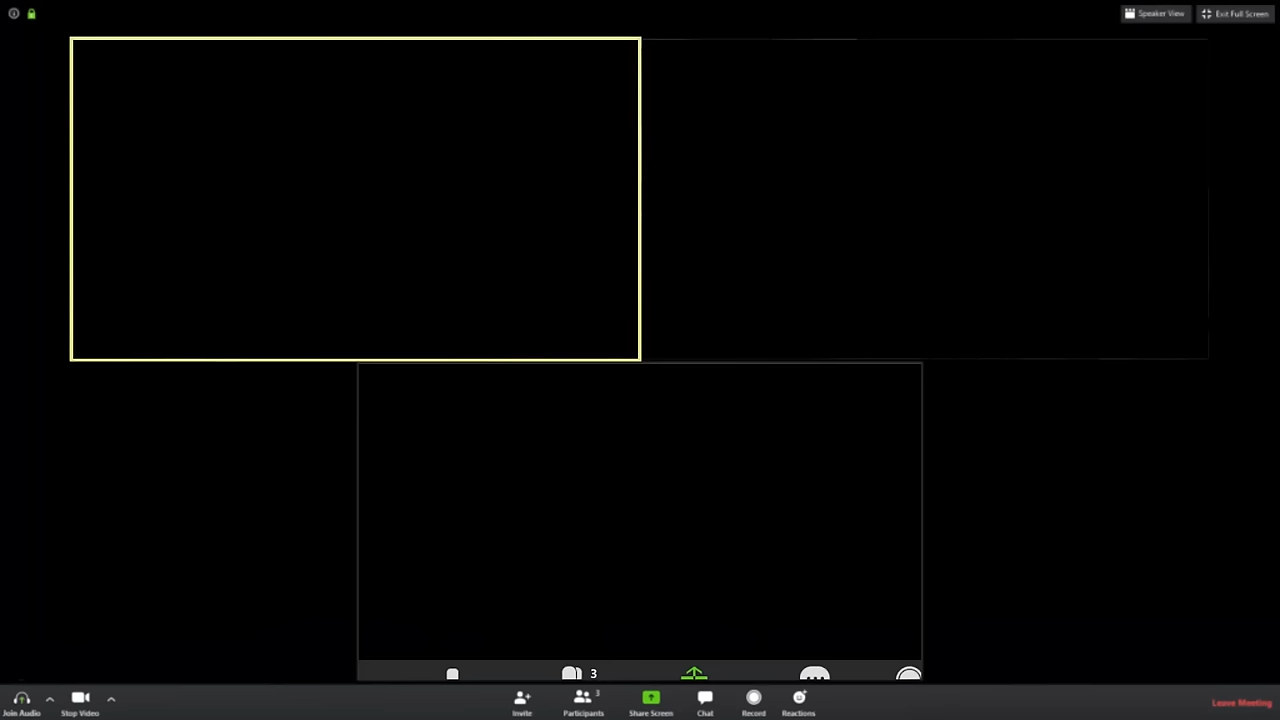 Speaker View
Exit Full Screen
3
Join Audio
Stop Video
Invite
Participants
3
Share Screen
Chat
Record
Reactions
Leave Meeting